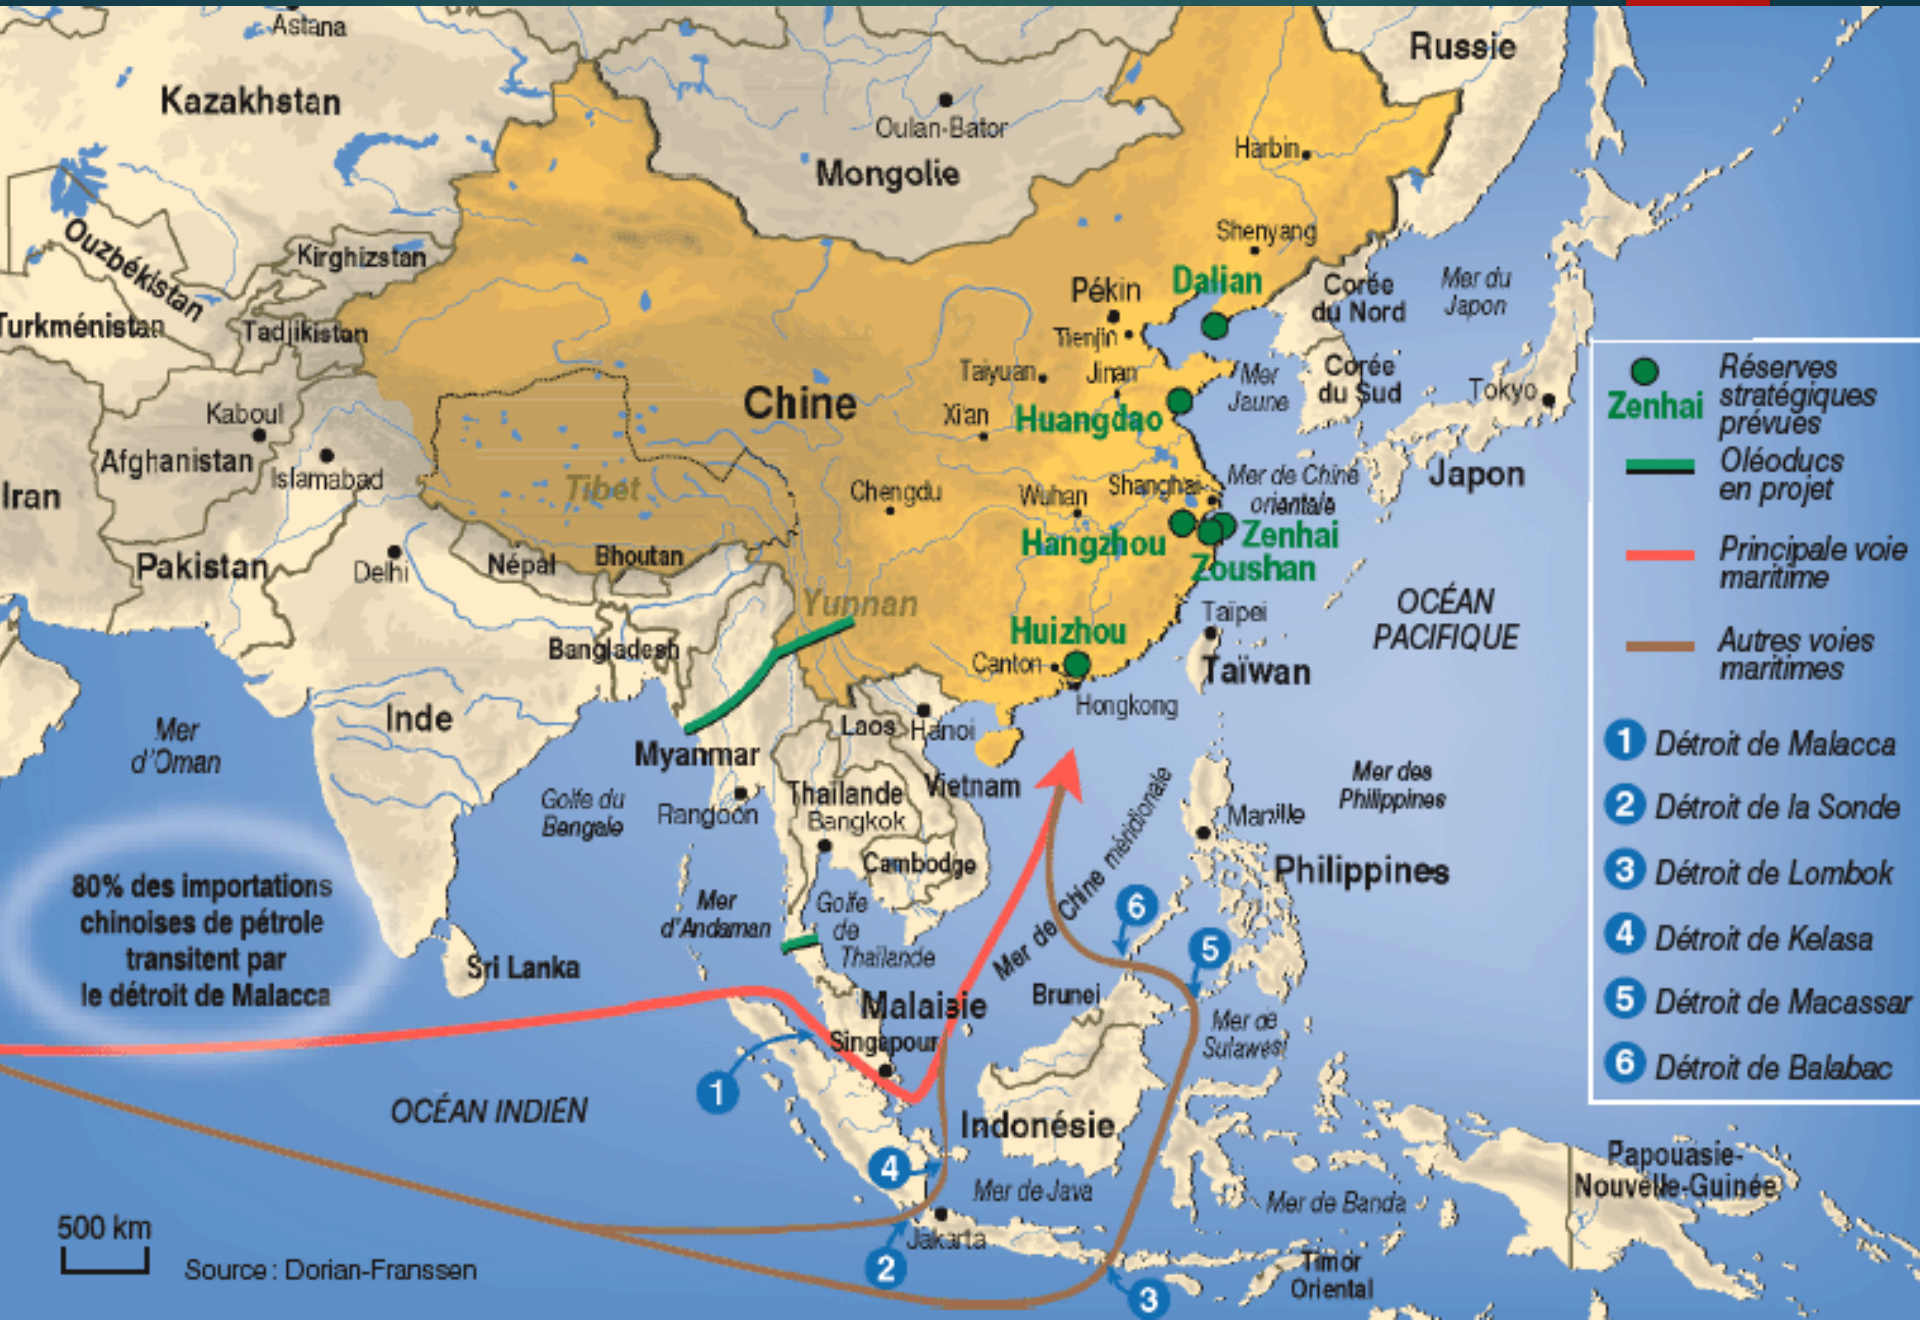 Astana
Kazakhstan
Russie
Oulan-Bator
Mongolie
Harbin
Ouzbékistan
Kirghizstan
Shenyang
Turkménistan
Tadjikistan
Pékin
Dalian
Corée
du Nord
Mer du
Japon
Tienjin
Taiyuan
Jinan
Mer
Jaune
Corée
du Sud
Tokyo
Kaboul
Chine
Xian
Huangdao
Afghanistan
Islamabad
Iran
Tibet
Chengdu
Wuhan
Shanghai
Mer de Chine
orientale
Japon
Hangzhou
Zenhai
Zoushan
Pakistan
Delhi
Népal
Bhoutan
Yunnan
Bangladesh
Huizhou
Canton
Hongkong
Taïpei
Taïwan
OCÉAN
PACIFIQUE
Mer
d'Oman
Inde
Myanmar
Laos
Hanoi
Golfe du
Bengale
Rangoon
Thaïlande
Bangkok
Vietnam
Cambodge
Mer de Chine méridionale
Manille
Mer des
Philippines
Philippines
80% des importations
chinoises de pétrole
transitent par
le détroit de Malacca
Sri Lanka
Mer
d'Andaman
Golfe
de
Thaïlande
6
5
Malaisie
Singapour
Brunei
Mer de
Sulawesi
1
OCÉAN INDIEN
Indonésie
4
Mer de Java
Mer de Banda
Papouasie-
Nouvelle-Guinée
2
Jakarta
3
Timor
Oriental
500 km
Source : Dorian-Franssen
Zenhai
Réserves
stratégiques
prévues
Oléoducs
en projet
Principale voie
maritime
Autres voies
maritimes
1 Détroit de Malacca
2 Détroit de la Sonde
3 Détroit de Lombok
4 Détroit de Kelasa
5 Détroit de Macassar
6 Détroit de Balabac